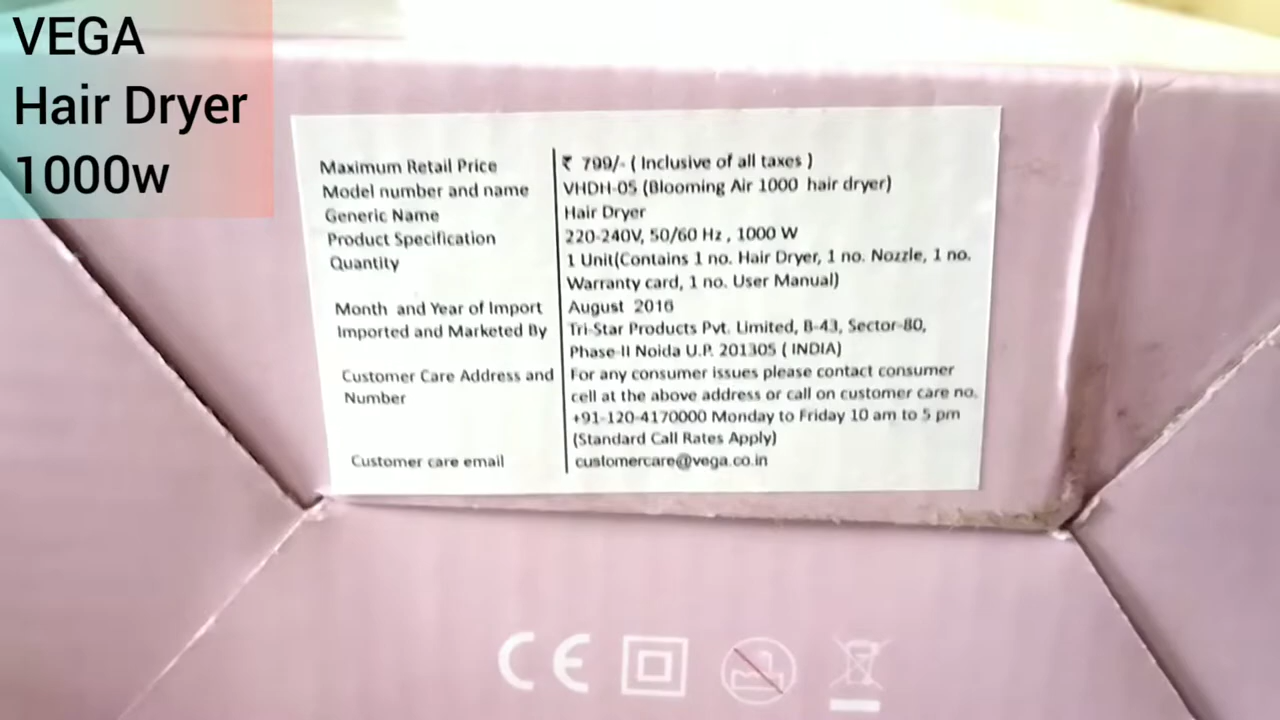 VEGA
Hair Dryer
1000w
Maximum Retail Price ₹ 799/- ( Inclusive of all taxes )
Model number and name VHDH-05 (Blooming Air 1000 hair dryer)
Generic Name Hair Dryer
Product Specification 220-240V, 50/60 Hz , 1000 W
Quantity 1 Unit(Contains 1 no. Hair Dryer, 1 no. Nozzle, 1 no.
Warranty card, 1 no. User Manual)
Month and Year of Import August 2016
Imported and Marketed By Tri-Star Products Pvt. Limited, B-43, Sector-80,
Phase-II Noida U.P. 201305 ( INDIA)
Customer Care Address and For any consumer issues please contact consumer
Number cell at the above address or call on customer care no.
+91-120-4170000 Monday to Friday 10 am to 5 pm
(Standard Call Rates Apply)
Customer care email customercare@vega.co.in
CE